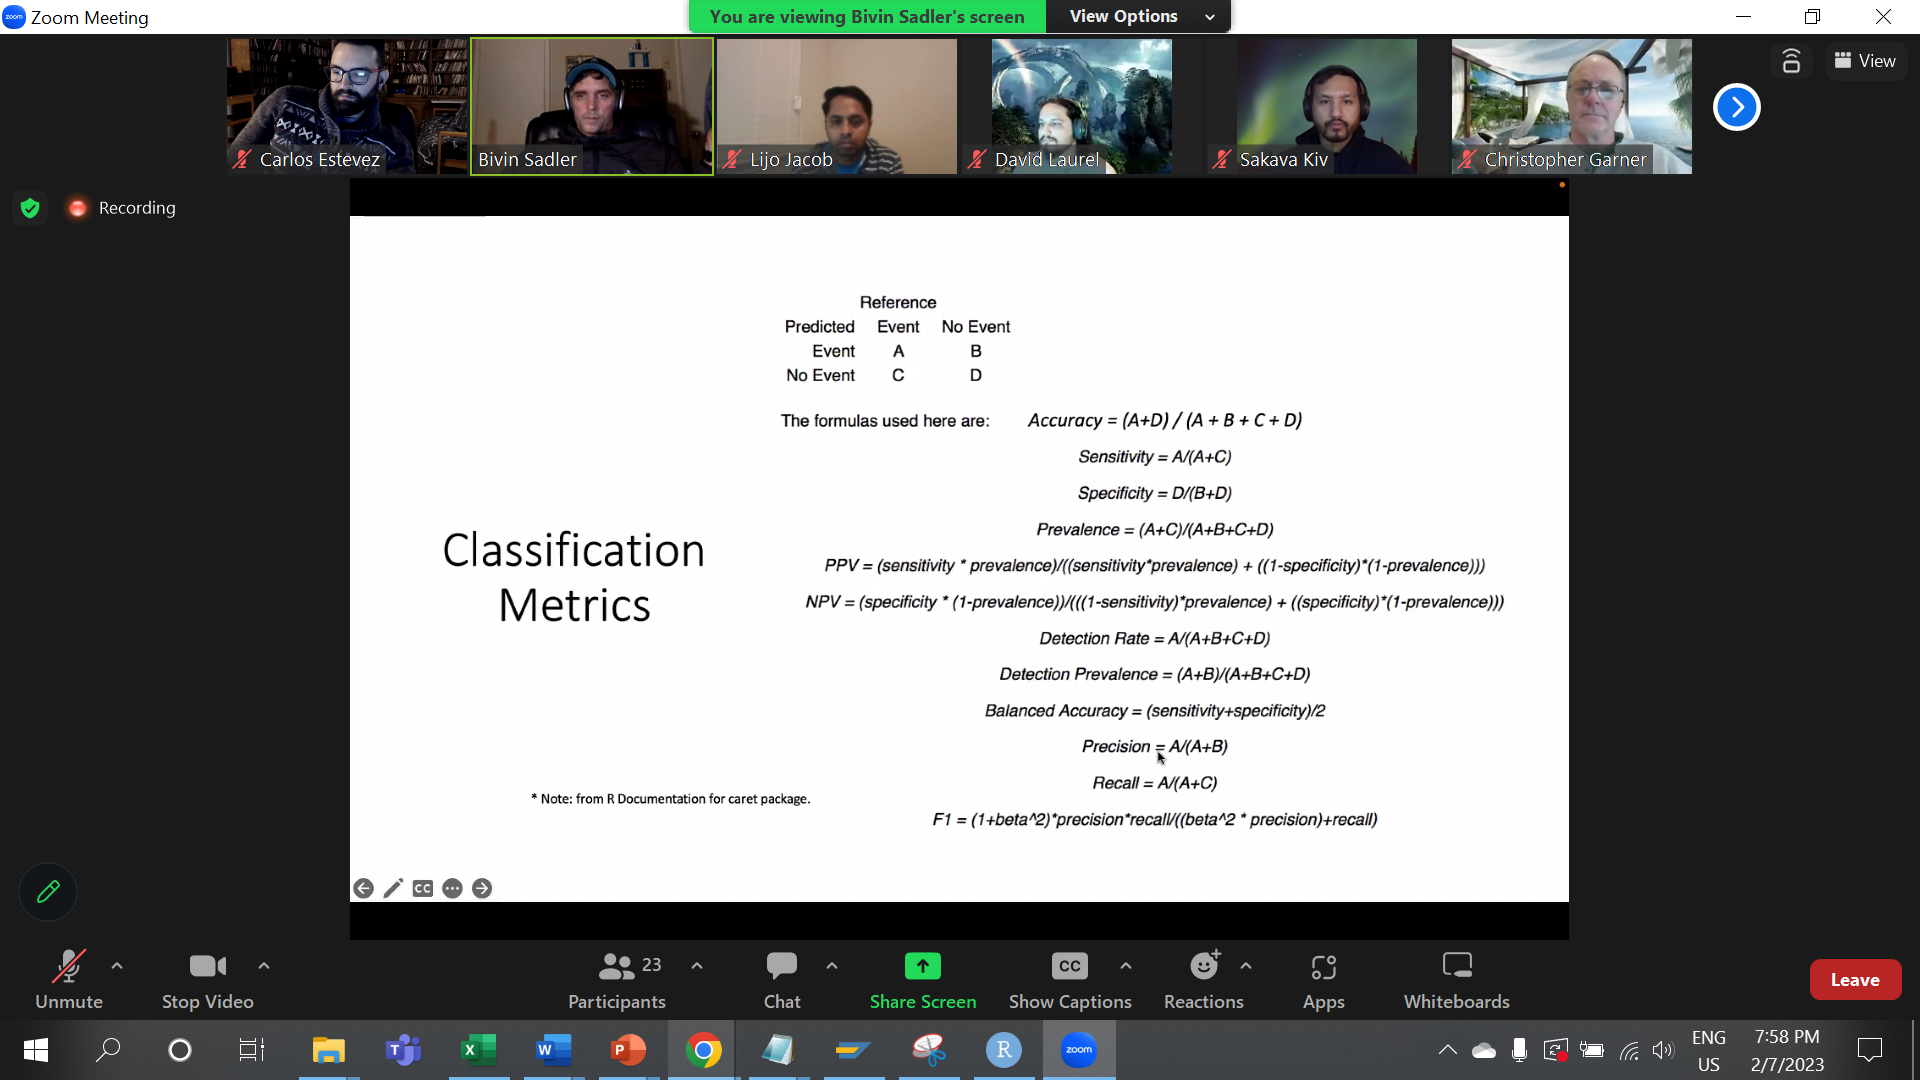 zoom Zoom Meeting
You are viewing Bivin Sadler's screen View Options
Carlos Estevez
Bivin Sadler
Lijo Jacob
David Laurel
Sakava Kiv
Christopher Garner
View
Recording
Reference
Predicted Event No Event
Event A B
No Event C D
The formulas used here are: Accuracy = (A+D) / (A + B + C + D)
Sensitivity = A/(A+C)
Specificity = D/(B+D)
Prevalence = (A+C)/(A+B+C+D)
PPV = (sensitivity * prevalence)/((sensitivity*prevalence) + ((1-specificity)*(1-prevalence)))
NPV = (specificity * (1-prevalence))/(((1-sensitivity)*prevalence) + ((specificity)*(1-prevalence)))
Detection Rate = A/(A+B+C+D)
Detection Prevalence = (A+B)/(A+B+C+D)
Balanced Accuracy = (sensitivity+specificity)/2
Precision = A/(A+B)
Recall = A/(A+C)
F1 = (1+beta^2)*precision*recall/((beta^2 * precision)+recall)
Classification
Metrics
* Note: from R Documentation for caret package.
CC
23
CC
Unmute Stop Video Participants Chat Share Screen Show Captions Reactions Apps Whiteboards Leave
T X W P R zoom
ENG
US
7:58 PM
2/7/2023